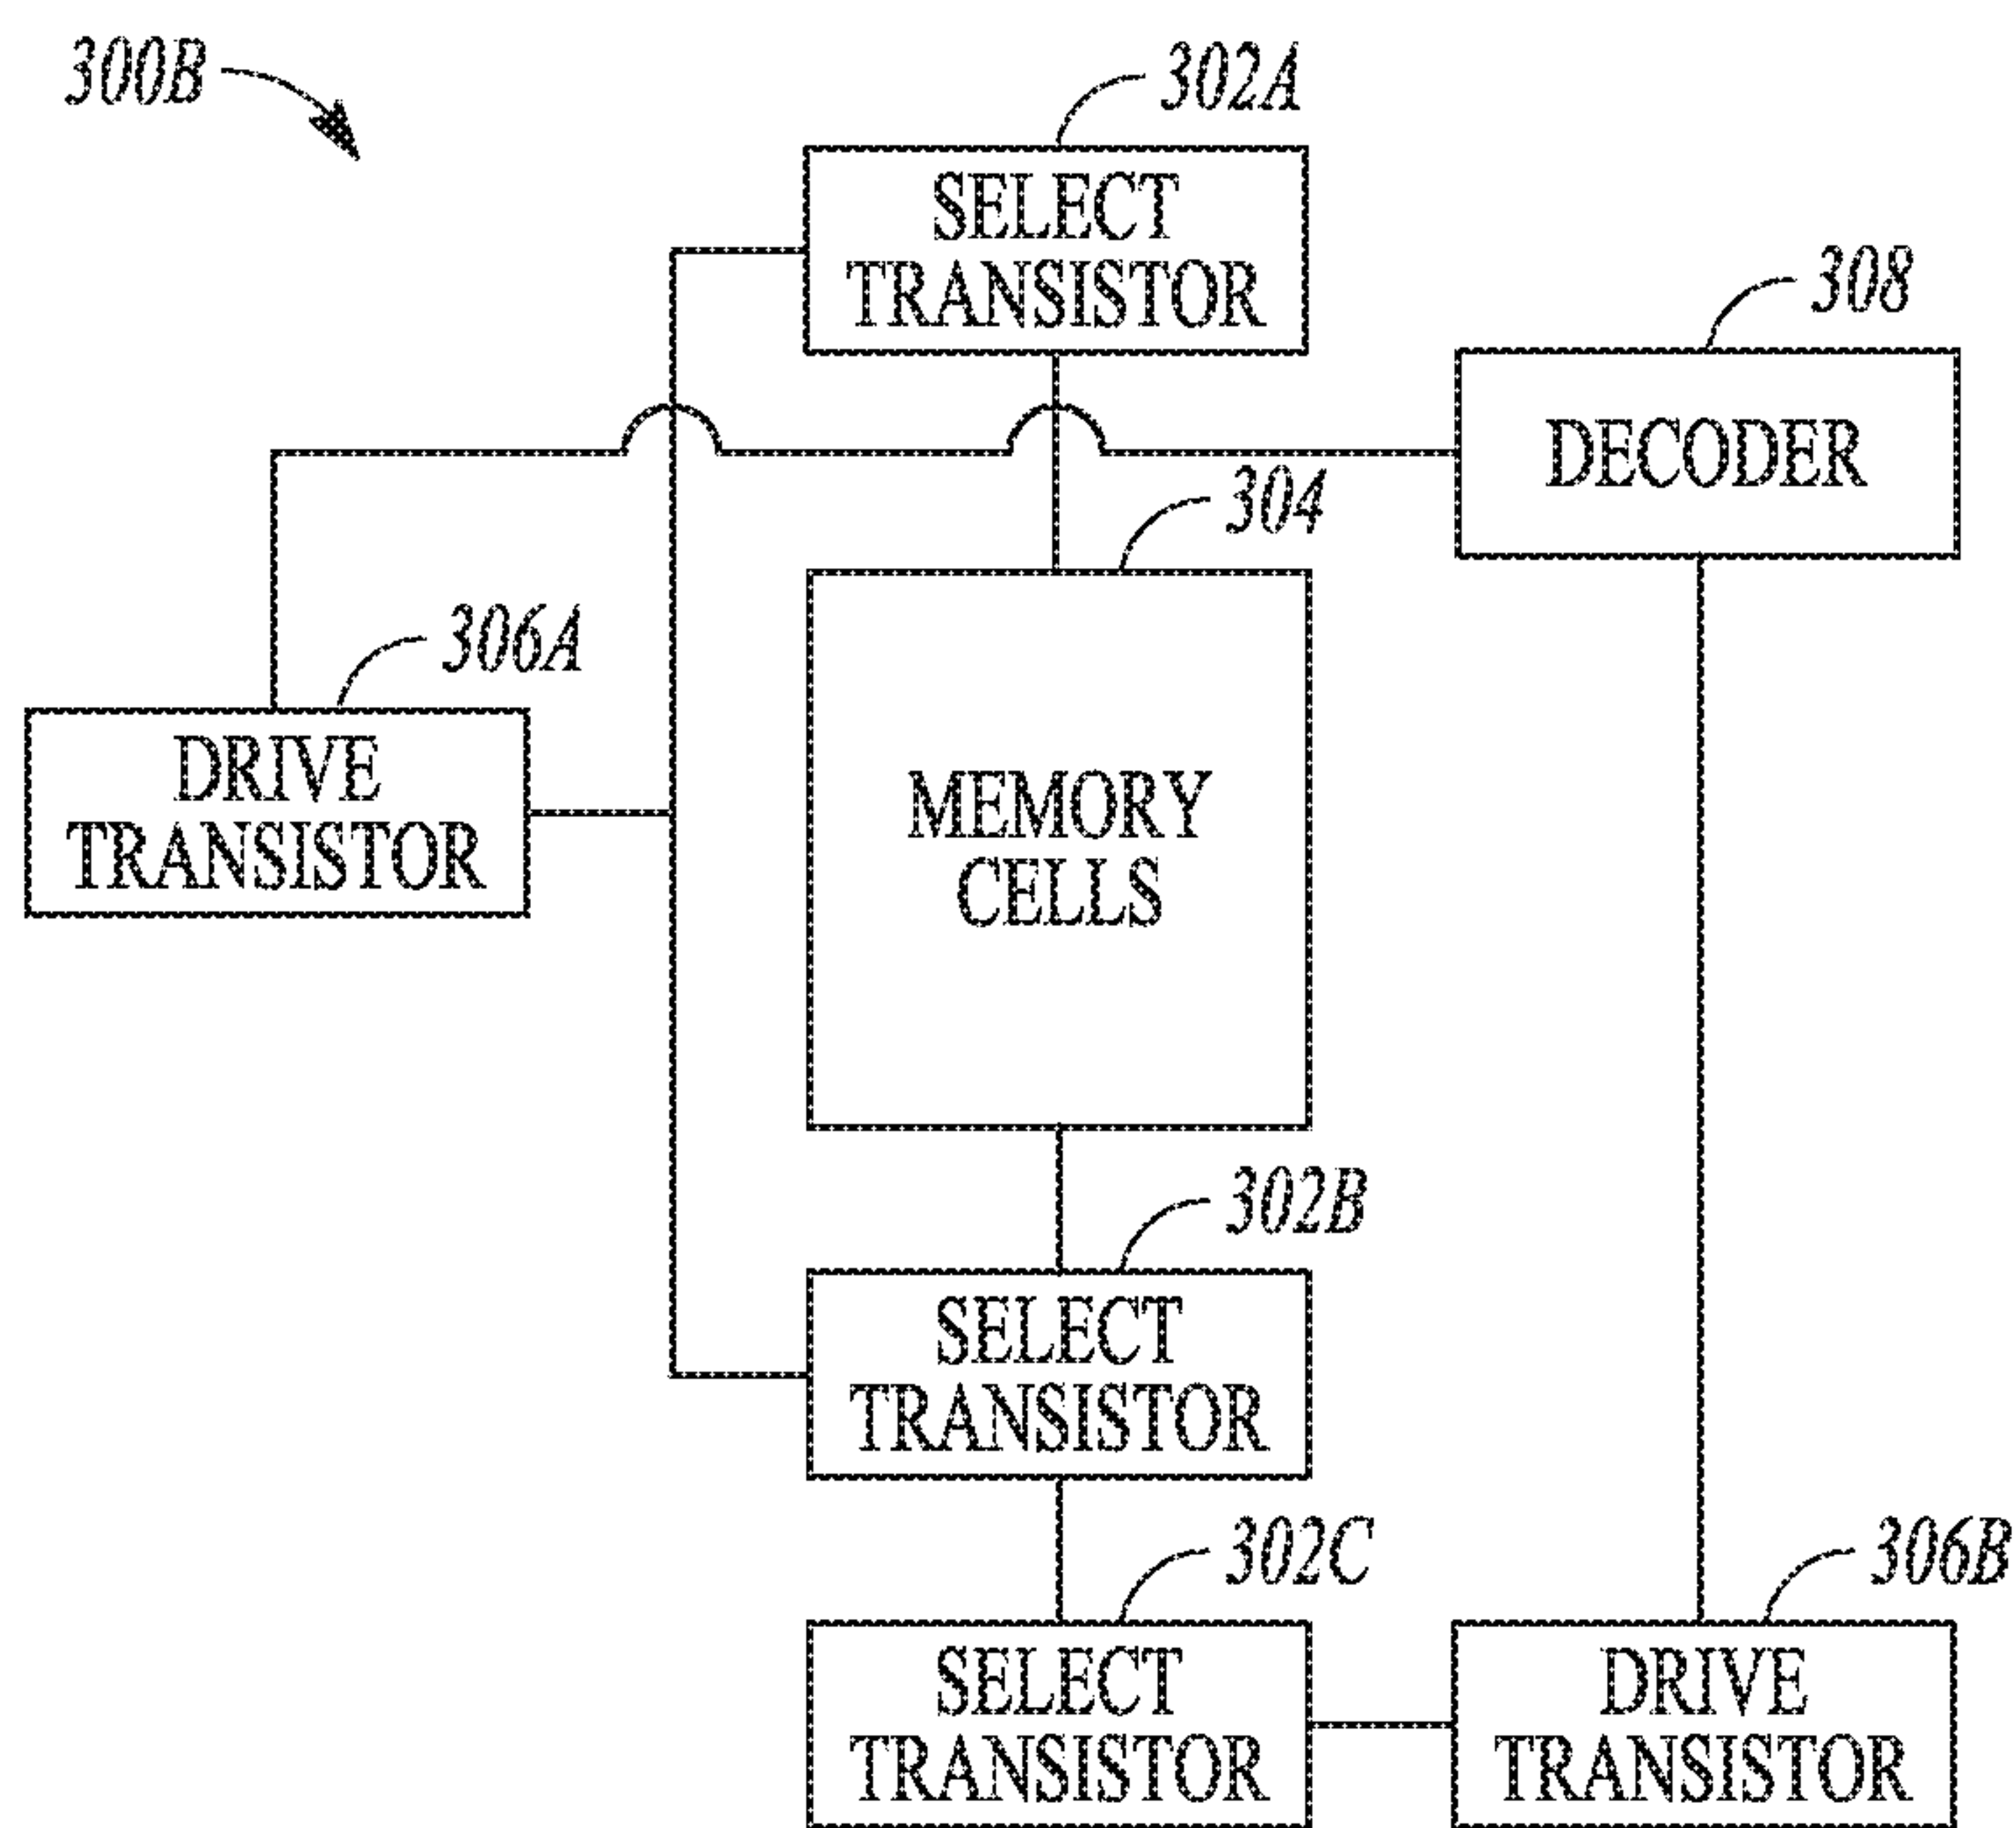 300B
302A
SELECT
TRANSISTOR
308
DECODER
304
306A
DRIVE
TRANSISTOR
MEMORY
CELLS
302B
SELECT
TRANSISTOR
302C
306B
SELECT
TRANSISTOR
DRIVE
TRANSISTOR